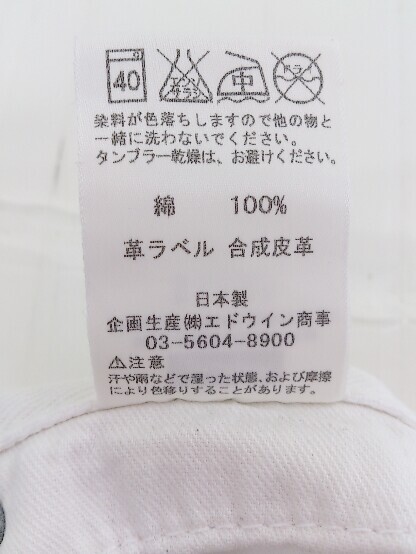 40 エンソサラシ 中 ドライ
染料が色落ちしますので他の物と
一緒に洗わないでください。
タンブラー乾燥は、お避けください。
綿 100%
革ラベル 合成皮革
日本製
企画生産㈱エドウイン商事
03-5604-8900
⚠注意
汗や雨などで湿った状態、および摩擦
により色移りすることがあります。